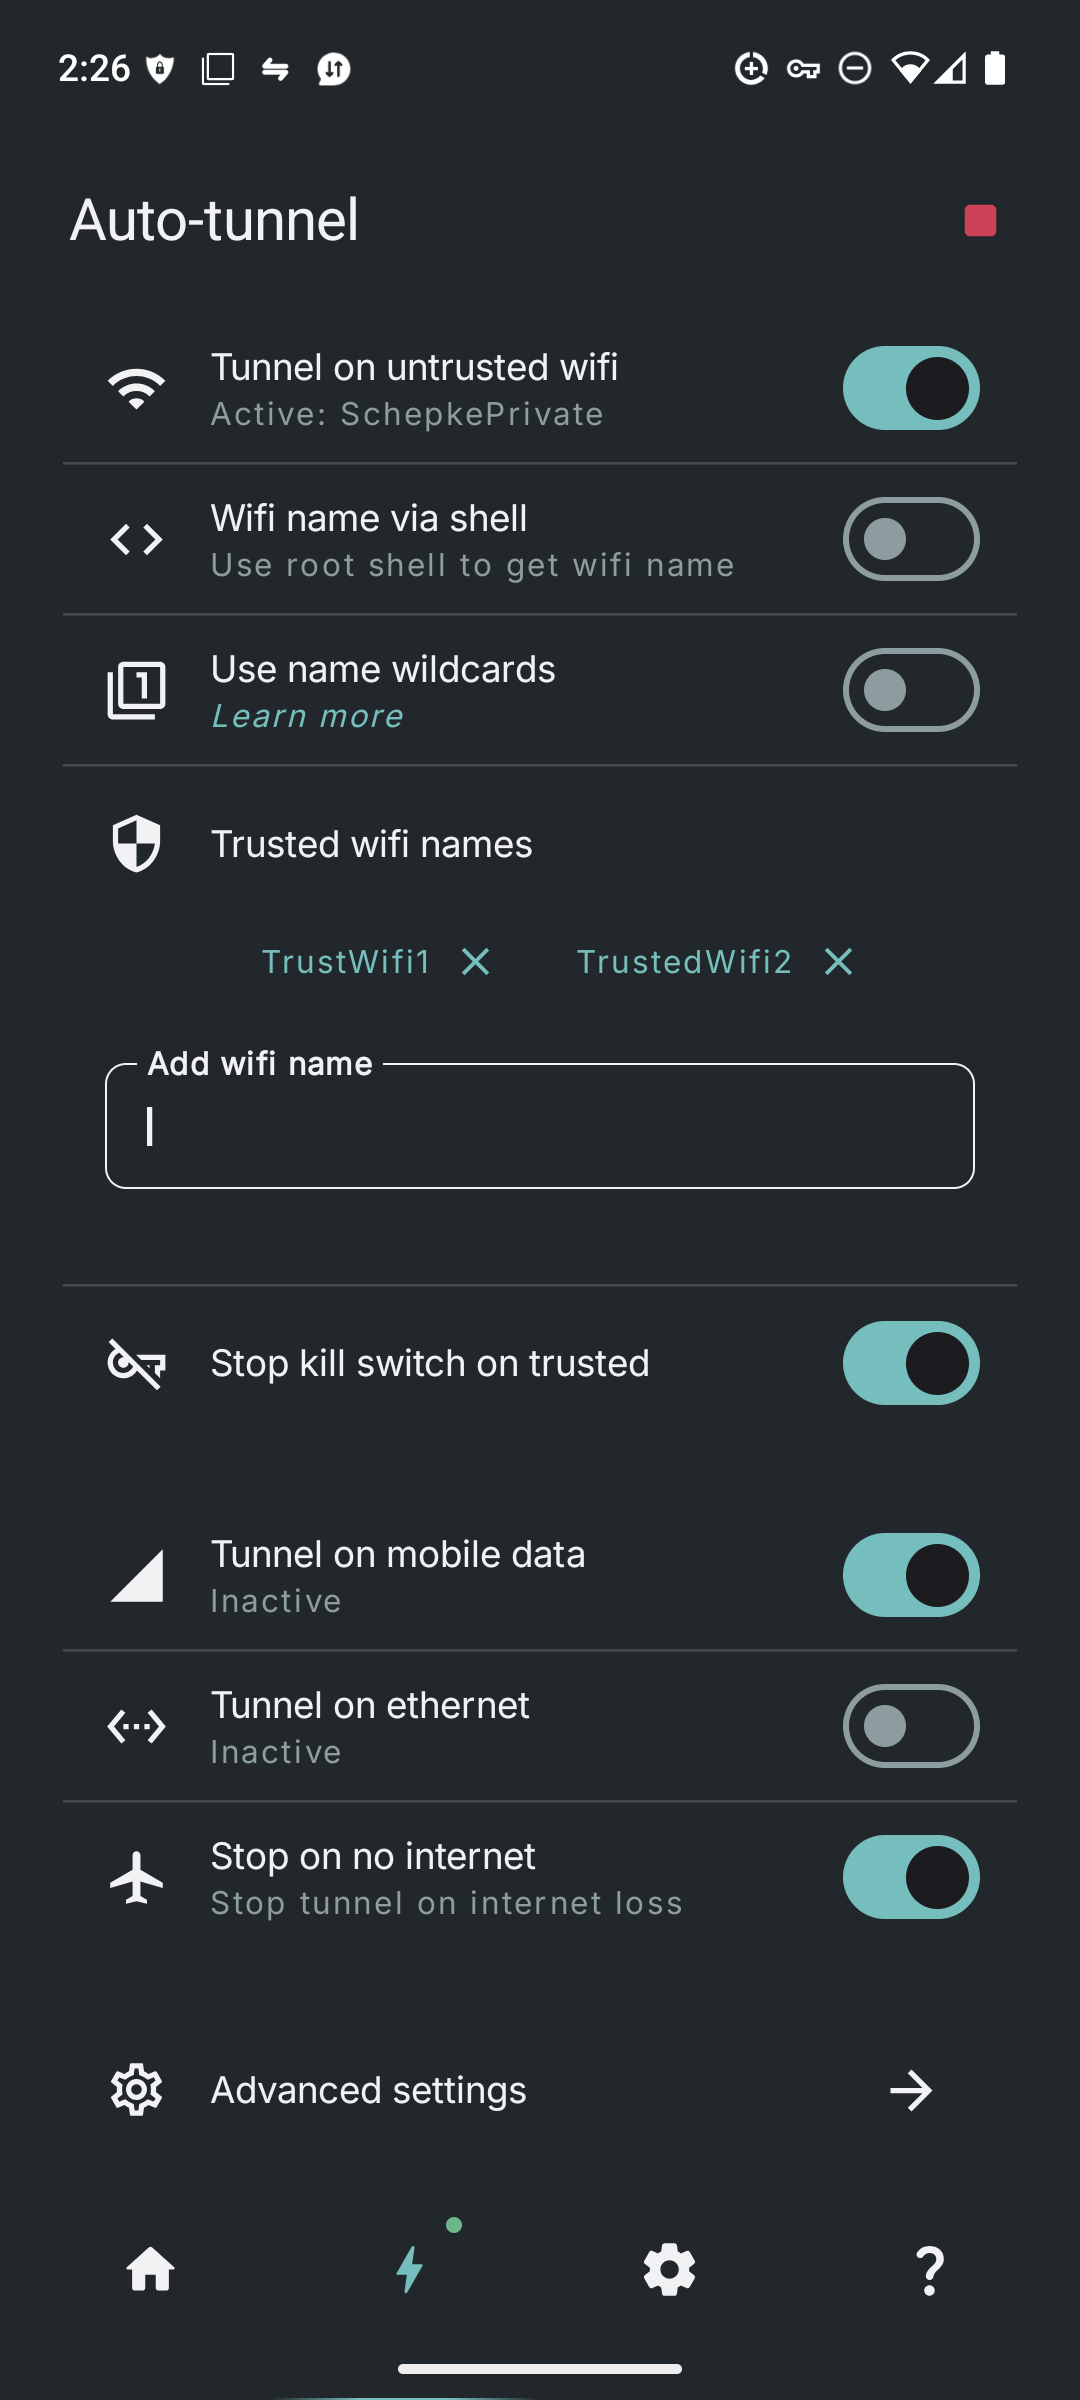 2:26
Auto-tunnel
Tunnel on untrusted wifi
Active: SchepkePrivate
Wifi name via shell
Use root shell to get wifi name
Use name wildcards
Learn more
Trusted wifi names
TrustWifi1 TrustedWifi2
Add wifi name
Stop kill switch on trusted
Tunnel on mobile data
Inactive
Tunnel on ethernet
Inactive
Stop on no internet
Stop tunnel on internet loss
Advanced settings